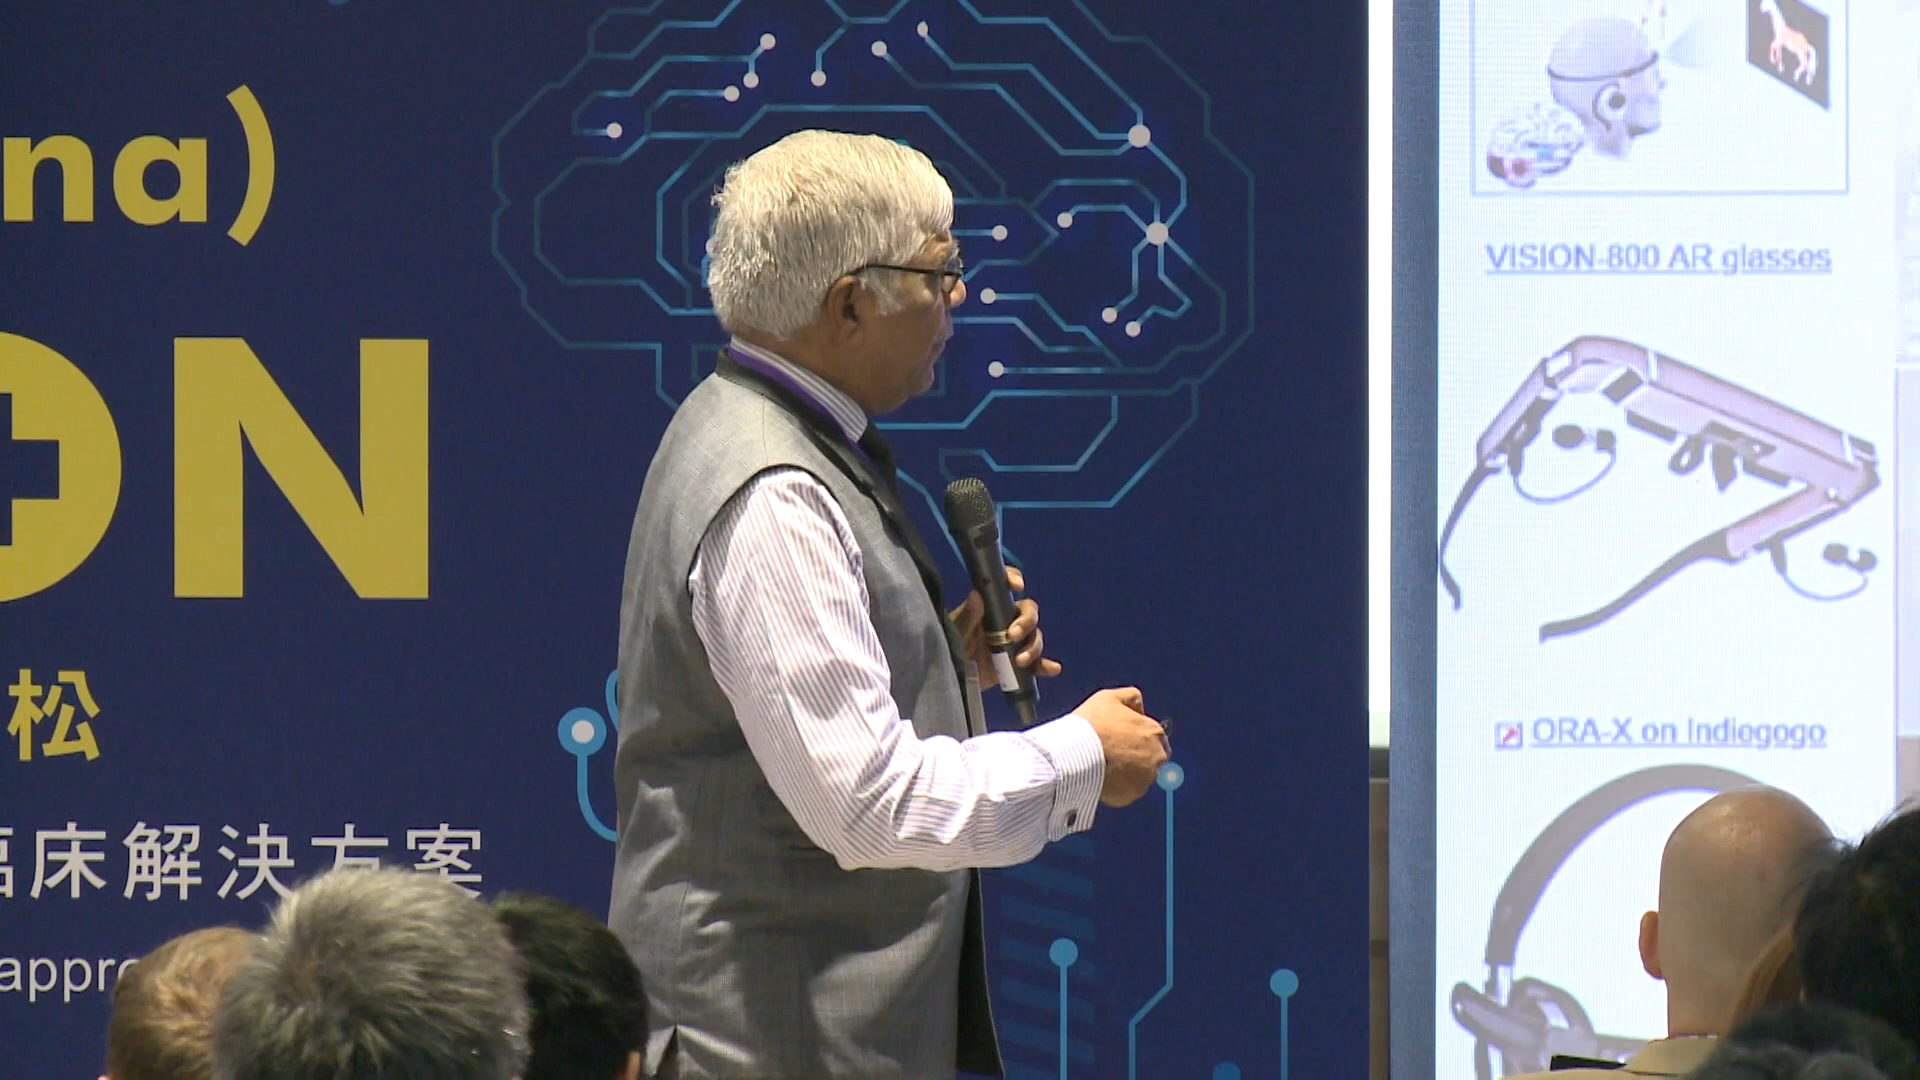 na)
ON
松
臨床解決方案
appro
VISION-800 AR glasses
ORA-X on Indiegogo